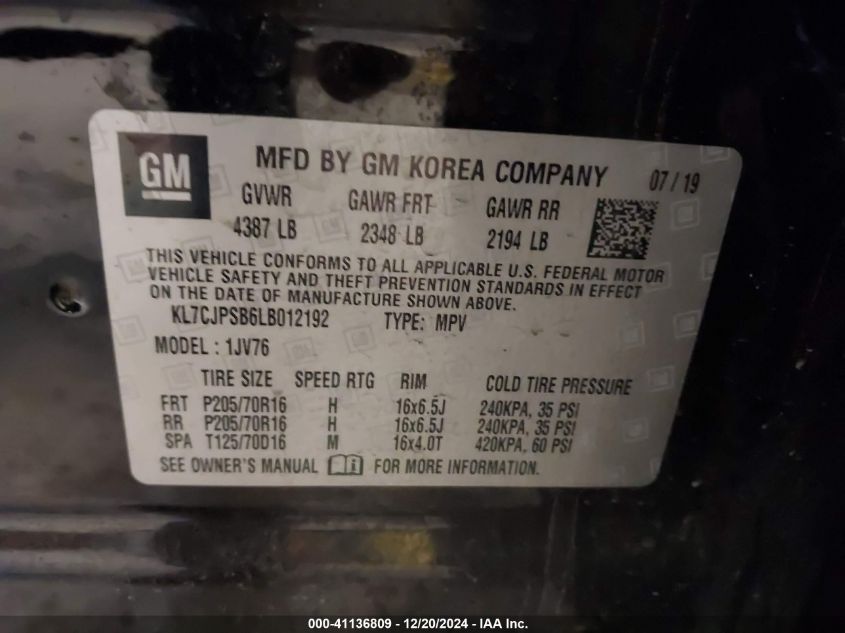 GM MFD BY GM KOREA COMPANY 07 / 19
GVWR GAWR FRT GAWR RR
4387 LB 2348 LB 2194 LB
THIS VEHICLE CONFORMS TO ALL APPLICABLE U.S. FEDERAL MOTOR
VEHICLE SAFETY AND THEFT PREVENTION STANDARDS IN EFFECT
ON THE DATE OF MANUFACTURE SHOWN ABOVE.
KL7CJPSB6LB012192 TYPE: MPV
MODEL : 1JV76
TIRE SIZE SPEED RTG RIM COLD TIRE PRESSURE
FRT P205/70R16 H 16x6.5J 240KPA, 35 PSI
RR P205/70R16 H 16x6.5J 240KPA, 35 PSI
SPA T125/70D16 M 16x4.0T 420KPA, 60 PSI
SEE OWNER'S MANUAL FOR MORE INFORMATION.
000-41136809 - 12/20/2024 - IAA Inc.